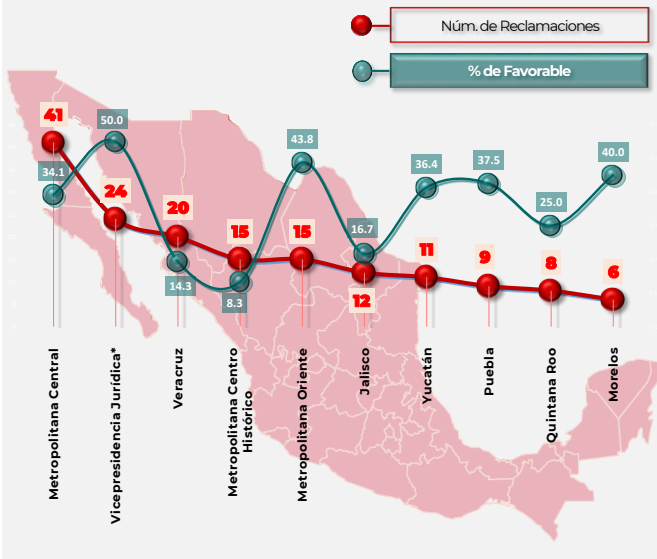 Núm. de Reclamaciones
% de Favorable
41
50.0
34.1
24
20
15
43.8
15
16.7
36.4
37.5
40.0
25.0
14.3
8.3
12
11
9
8
6
Metropolitana Central
Vicepresidencia Jurídica*
Veracruz
Metropolitana Centro
Histórico
Metropolitana Oriente
Jalisco
Yucatán
Puebla
Quintana Roo
Morelos